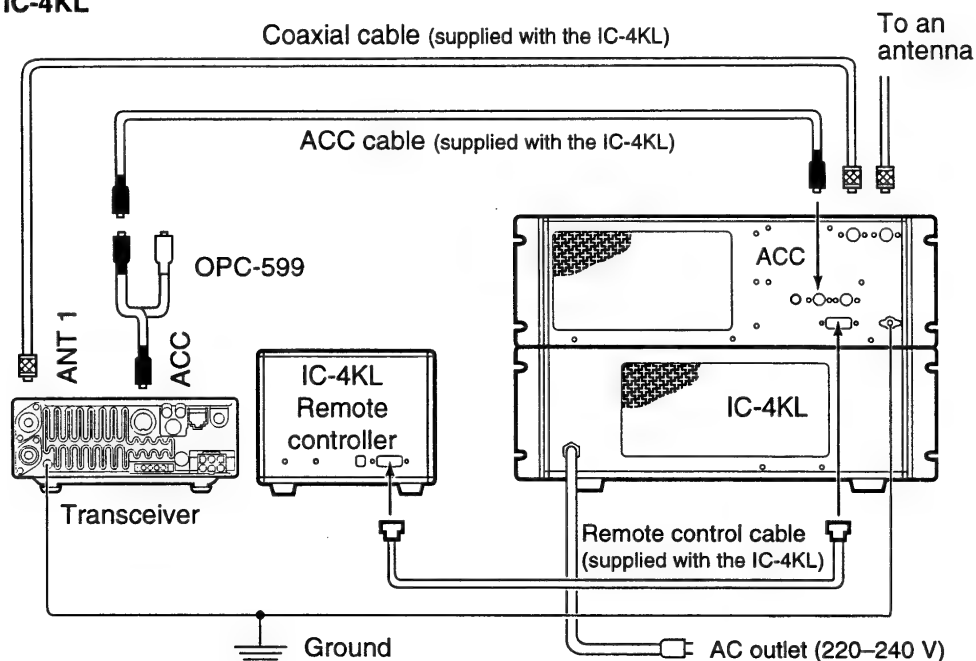 IC-4KL
Coaxial cable (supplied with the IC-4KL)
To an
antenna
ACC cable (supplied with the IC-4KL)
OPC-599
ACC
ANT 1
ACC
IC-4KL
Remote
controller
IC-4KL
Transceiver
Remote control cable
(supplied with the IC-4KL)
Ground
AC outlet (220–240 V)